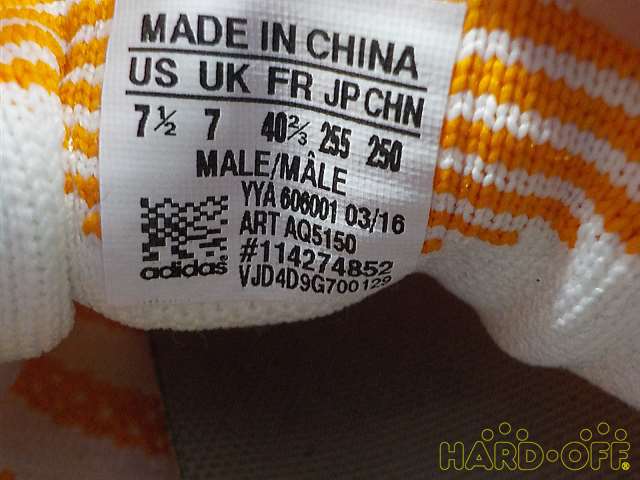 MADE IN CHINA
US UK FR JP CHN
7½ 7 40⅔ 255 250
MALE/MÂLE
YYA 606001 03/16
ART AQ5150
#114274852
VJD4D9G700129
adidas
HARD·OFF